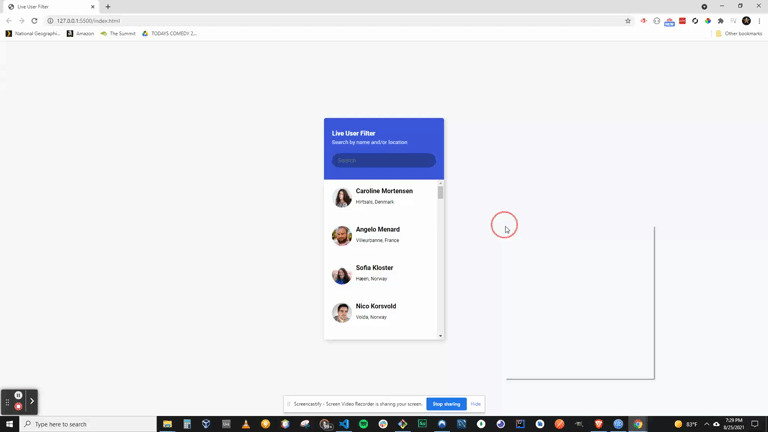 Live User Filter
127.0.0.1:5500/index.html
National Geographi...
Amazon
The Summit
TODAYS COMEDY 2...
Other bookmarks
Live User Filter
Search by name and/or location
Search
Caroline Mortensen
Hirtsals, Denmark
Angelo Menard
Villeurbanne, France
Sofia Kloster
Høen, Norway
Nico Korsvold
Volda, Norway
Screencastify - Screen Video Recorder is sharing your screen.
Stop sharing
Hide
Type here to search
99+
83°F
7:29 PM
8/25/2021